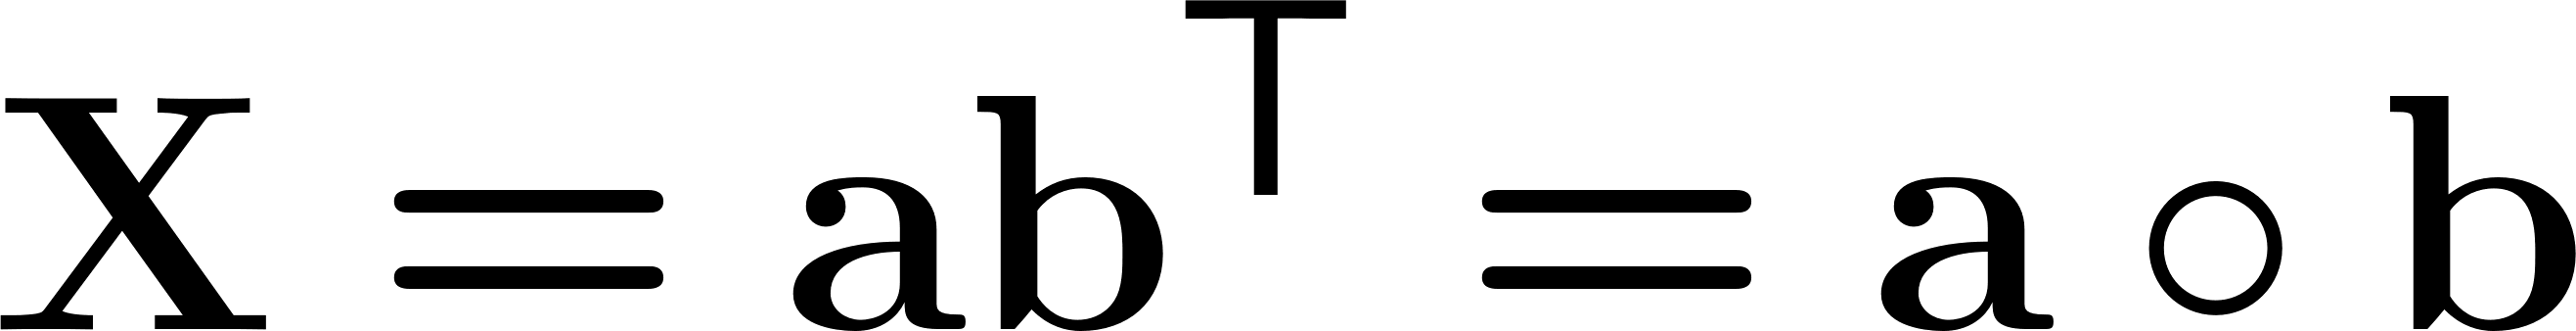 X = ab^T = a ∘ b